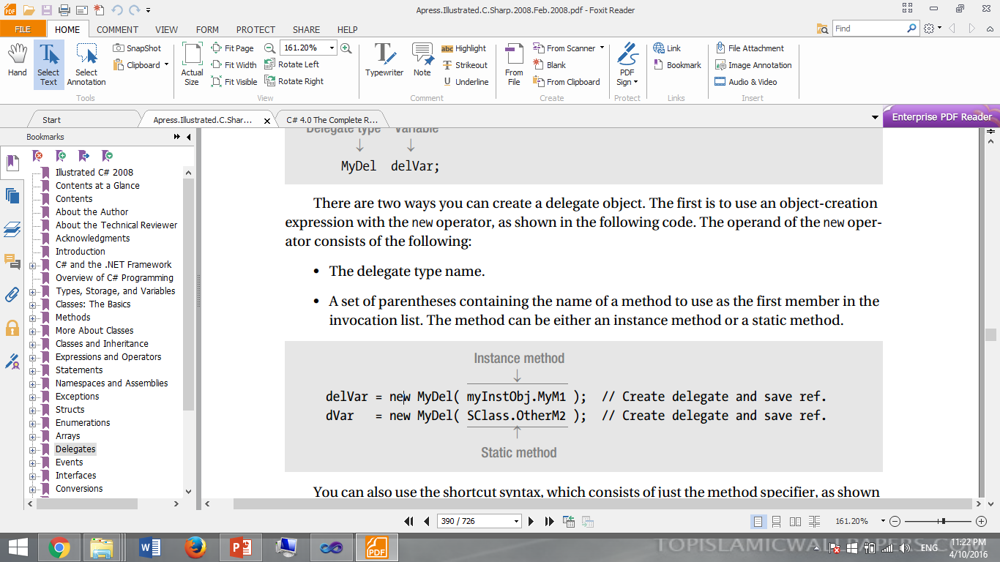 Apress.Illustrated.C.Sharp.2008.Feb.2008.pdf - Foxit Reader
FILE HOME COMMENT VIEW FORM PROTECT SHARE HELP
Find
Hand
Select Text
Select Annotation
SnapShot
Clipboard
Tools
Actual Size
Fit Page
Fit Width
Fit Visible
161.20%
Rotate Left
Rotate Right
View
Typewriter
Note
Highlight
Strikeout
Underline
Comment
From File
From Scanner
Blank
From Clipboard
Create
PDF Sign
Protect
Link
Bookmark
Links
File Attachment
Image Annotation
Audio & Video
Insert
Start
Apress.Illustrated.C.Shar...
C# 4.0 The Complete R...
Enterprise PDF Reader
Bookmarks
Illustrated C# 2008
Contents at a Glance
Contents
About the Author
About the Technical Reviewer
Acknowledgments
Introduction
C# and the .NET Framework
Overview of C# Programming
Types, Storage, and Variables
Classes: The Basics
Methods
More About Classes
Classes and Inheritance
Expressions and Operators
Statements
Namespaces and Assemblies
Exceptions
Structs
Enumerations
Arrays
Delegates
Events
Interfaces
Conversions
Delegate type Variable
MyDel delVar;
There are two ways you can create a delegate object. The first is to use an object-creation
expression with the new operator, as shown in the following code. The operand of the new oper-
ator consists of the following:
• The delegate type name.
• A set of parentheses containing the name of a method to use as the first member in the
invocation list. The method can be either an instance method or a static method.
Instance method
delVar = new MyDel( myInstObj.MyM1 ); // Create delegate and save ref.
dVar = new MyDel( SClass.OtherM2 ); // Create delegate and save ref.
Static method
You can also use the shortcut syntax, which consists of just the method specifier, as shown
390 / 726
161.20%
TOPISLAMICWALLPAPERS.COM
ENG
11:22 PM
4/10/2016